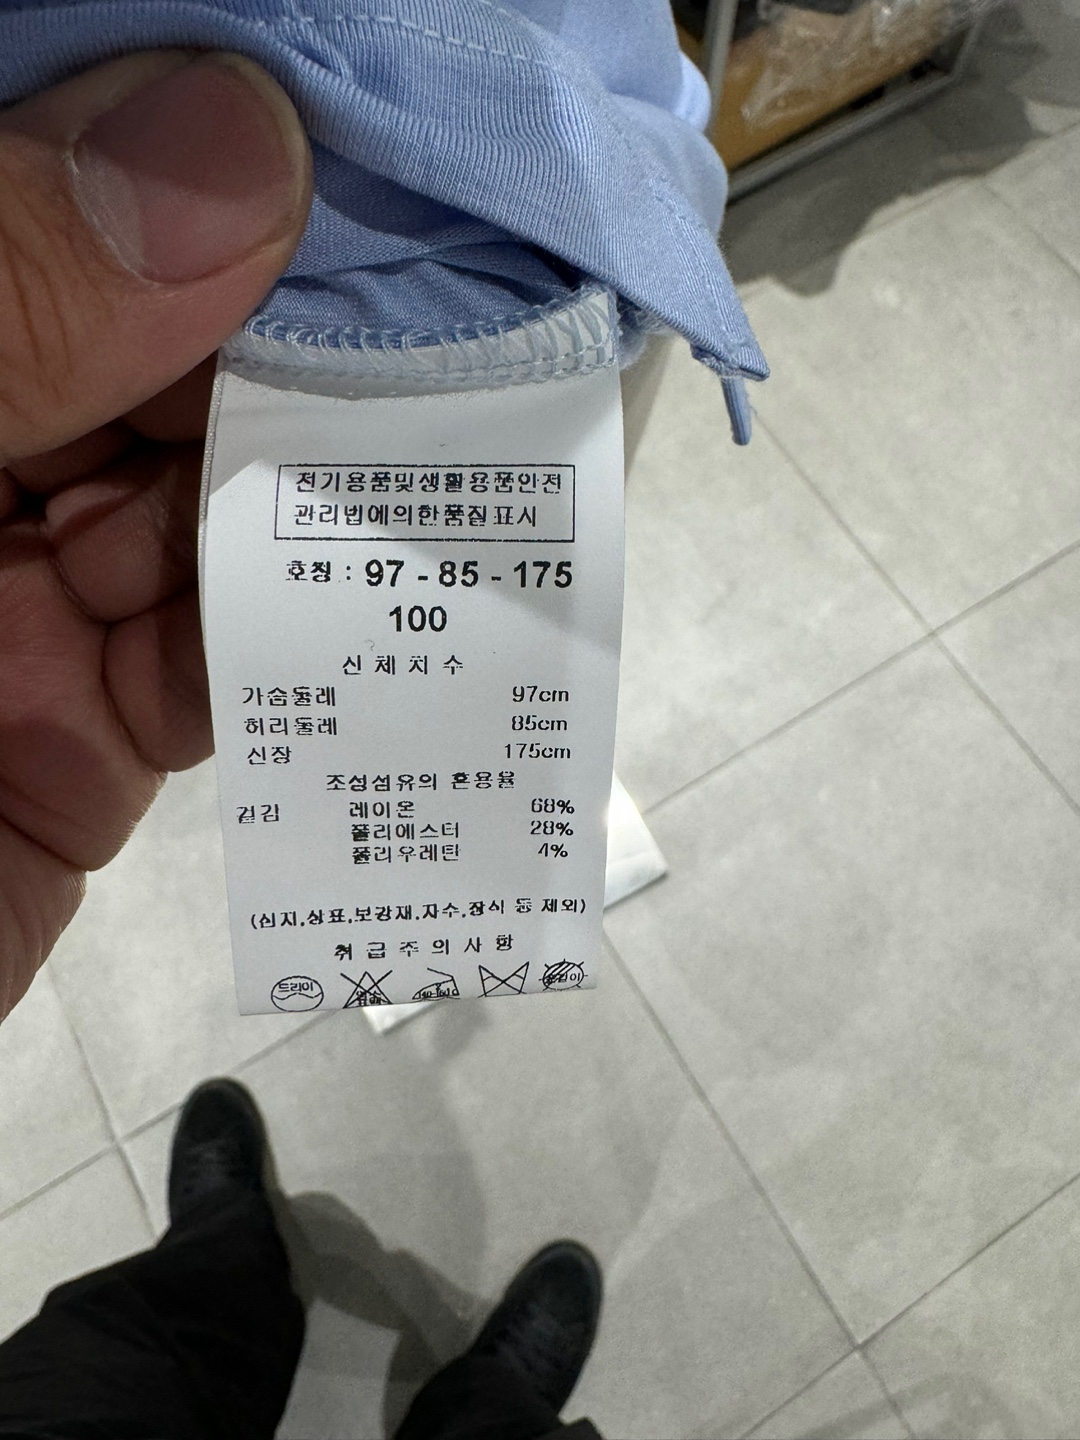 전기용품및생활용품안전
관리법에의한품질표시
호칭 : 97 - 85 - 175
100
신 체 치 수
가슴둘레 97cm
허리둘레 85cm
신장 175cm
조성섬유의 혼용율
겉감 레이온 68%
폴리에스터 28%
폴리우레탄 4%
(심지,상표,보강재,자수,장식 등 제외)
취 급 주 의 사 항
드라이